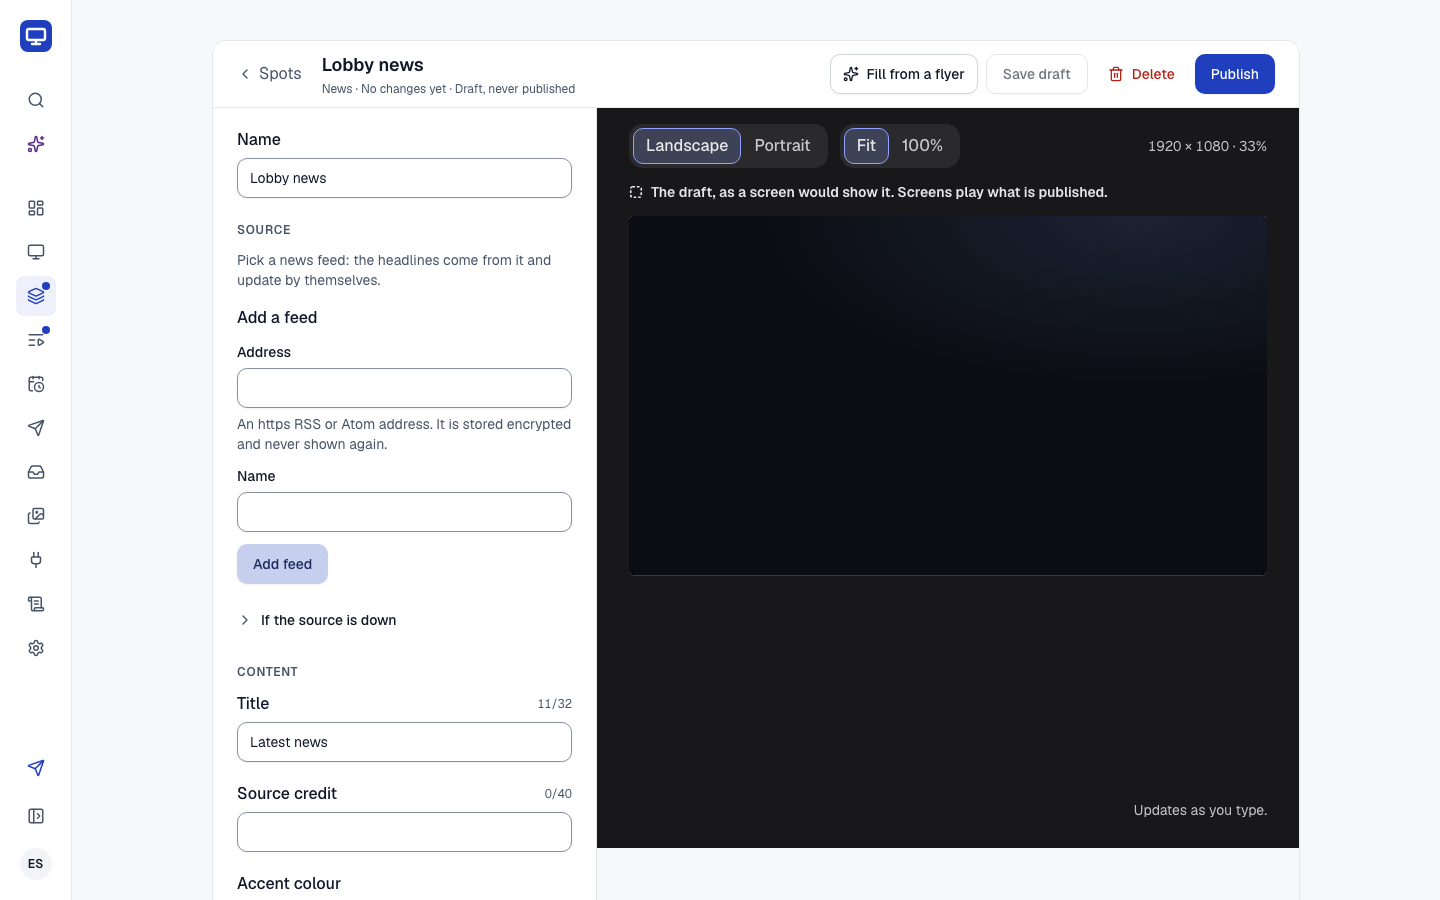 Spots
Lobby news
News · No changes yet · Draft, never published
Fill from a flyer
Save draft
Delete
Publish
Name
Lobby news
SOURCE
Pick a news feed: the headlines come from it and
update by themselves.
Add a feed
Address
An https RSS or Atom address. It is stored encrypted
and never shown again.
Name
Add feed
If the source is down
CONTENT
Title
11/32
Latest news
Source credit
0/40
Accent colour
Landscape
Portrait
Fit
100%
1920 × 1080 · 33%
The draft, as a screen would show it. Screens play what is published.
Updates as you type.
ES